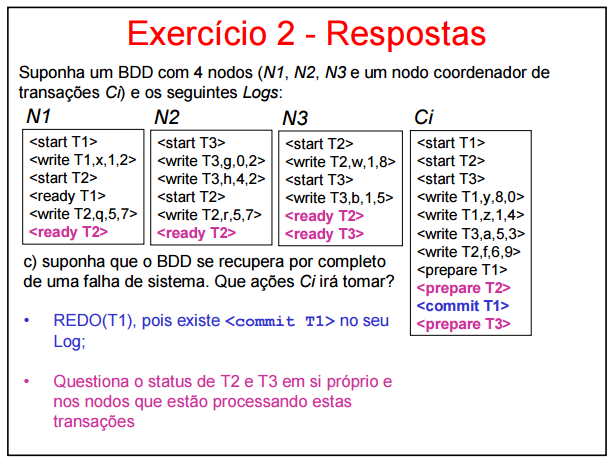 Exercício 2 - Respostas
Suponha um BDD com 4 nodos (N1, N2, N3 e um nodo coordenador de
transações Ci) e os seguintes Logs:
N1
<start T1>
<write T1,x,1,2>
<start T2>
<ready T1>
<write T2,q,5,7>
<ready T2>
N2
<start T3>
<write T3,g,0,2>
<write T3,h,4,2>
<start T2>
<write T2,r,5,7>
<ready T2>
N3
<start T2>
<write T2,w,1,8>
<start T3>
<write T3,b,1,5>
<ready T2>
<ready T3>
Ci
<start T1>
<start T2>
<start T3>
<write T1,y,8,0>
<write T1,z,1,4>
<write T3,a,5,3>
<write T2,f,6,9>
<prepare T1>
<prepare T2>
<commit T1>
<prepare T3>
c) suponha que o BDD se recupera por completo
de uma falha de sistema. Que ações Ci irá tomar?
• REDO(T1), pois existe <commit T1> no seu
Log;
• Questiona o status de T2 e T3 em si próprio e
nos nodos que estão processando estas
transações